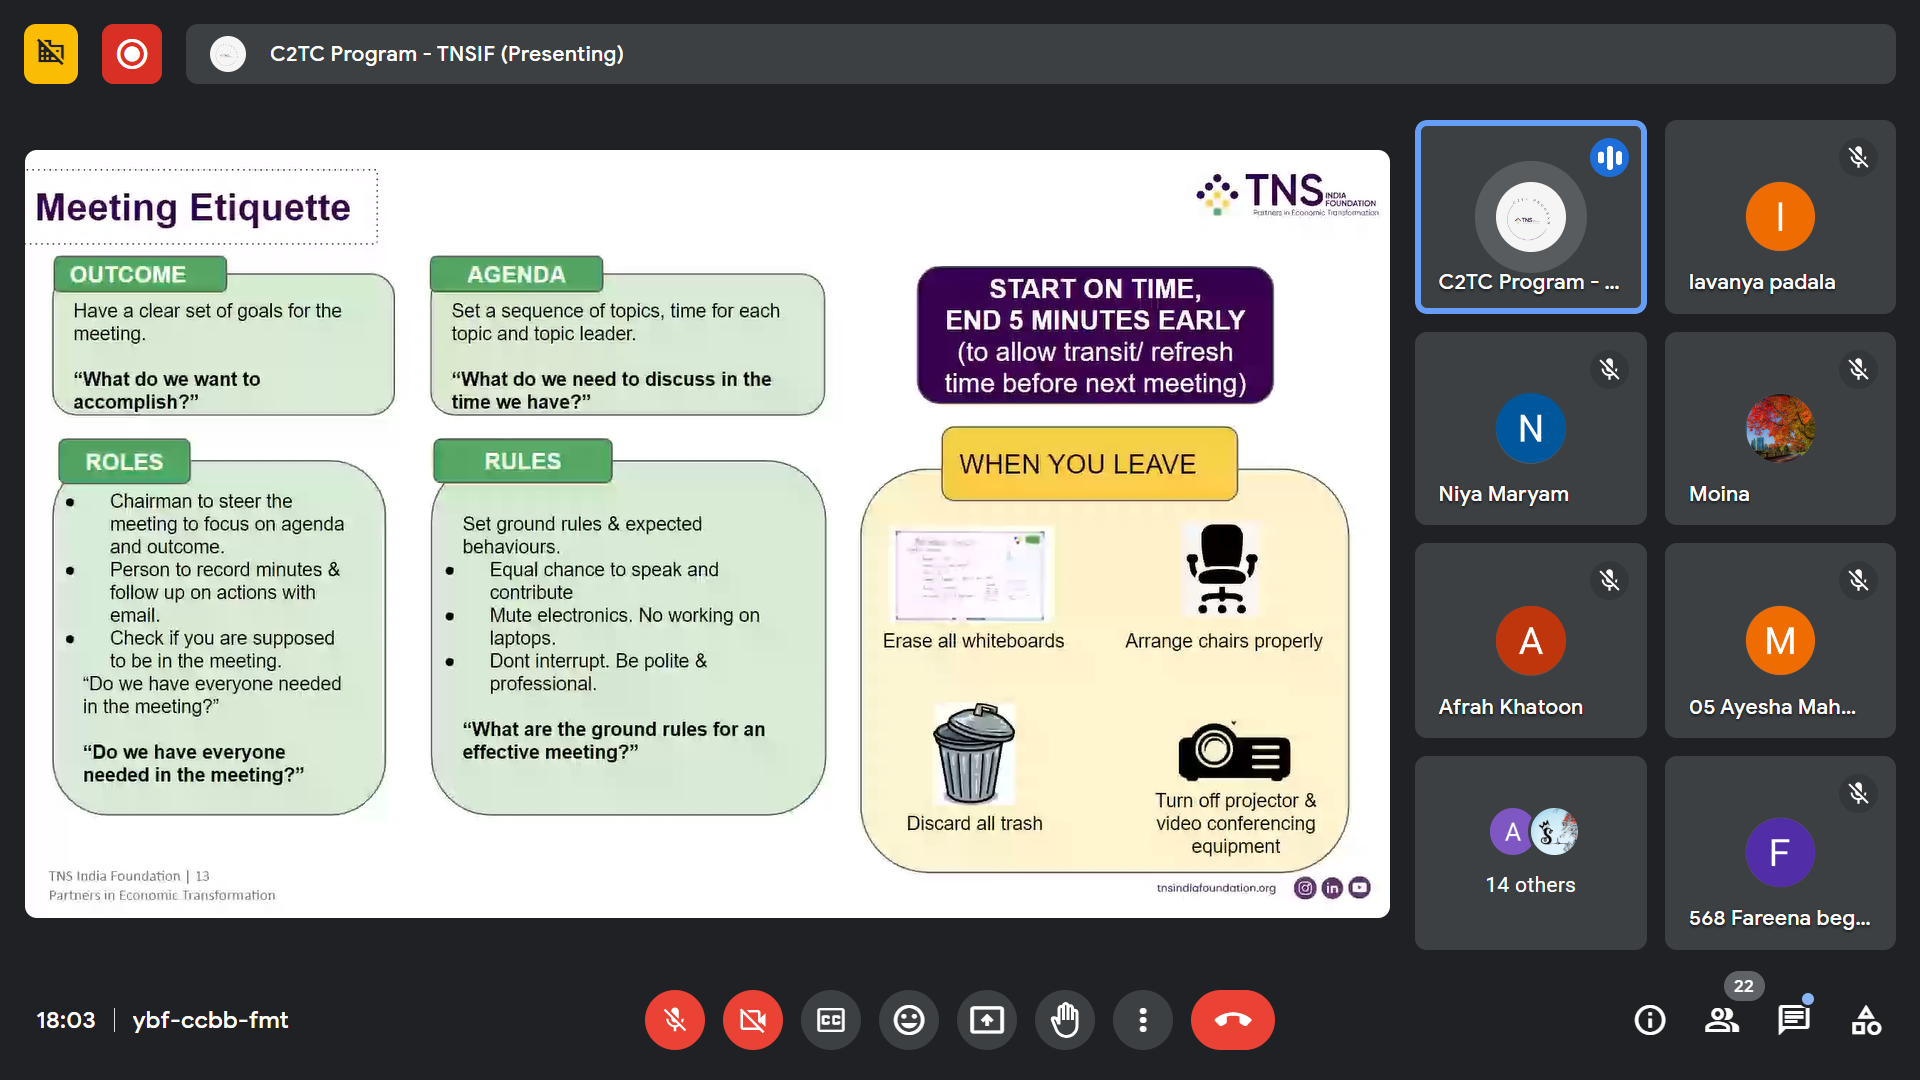 C2TC Program - TNSIF (Presenting)
Meeting Etiquette
TNS INDIA FOUNDATION
Partners in Economic Transformation
OUTCOME
Have a clear set of goals for the
meeting.
“What do we want to
accomplish?”
AGENDA
Set a sequence of topics, time for each
topic and topic leader.
“What do we need to discuss in the
time we have?”
START ON TIME,
END 5 MINUTES EARLY
(to allow transit/ refresh
time before next meeting)
ROLES
Chairman to steer the
meeting to focus on agenda
and outcome.
Person to record minutes &
follow up on actions with
email.
Check if you are supposed
to be in the meeting.
“Do we have everyone needed
in the meeting?”
“Do we have everyone
needed in the meeting?”
RULES
Set ground rules & expected
behaviours.
Equal chance to speak and
contribute
Mute electronics. No working on
laptops.
Dont interrupt. Be polite &
professional.
“What are the ground rules for an
effective meeting?”
WHEN YOU LEAVE
Erase all whiteboards
Arrange chairs properly
Discard all trash
Turn off projector &
video conferencing
equipment
TNS India Foundation | 13
Partners in Economic Transformation
tnsindiafoundation.org
in
TNS
C2TC Program - ...
l
lavanya padala
N
Niya Maryam
Moina
A
Afrah Khatoon
M
05 Ayesha Mah...
A
S
14 others
F
568 Fareena beg...
18:03
ybf-ccbb-fmt
CC
22